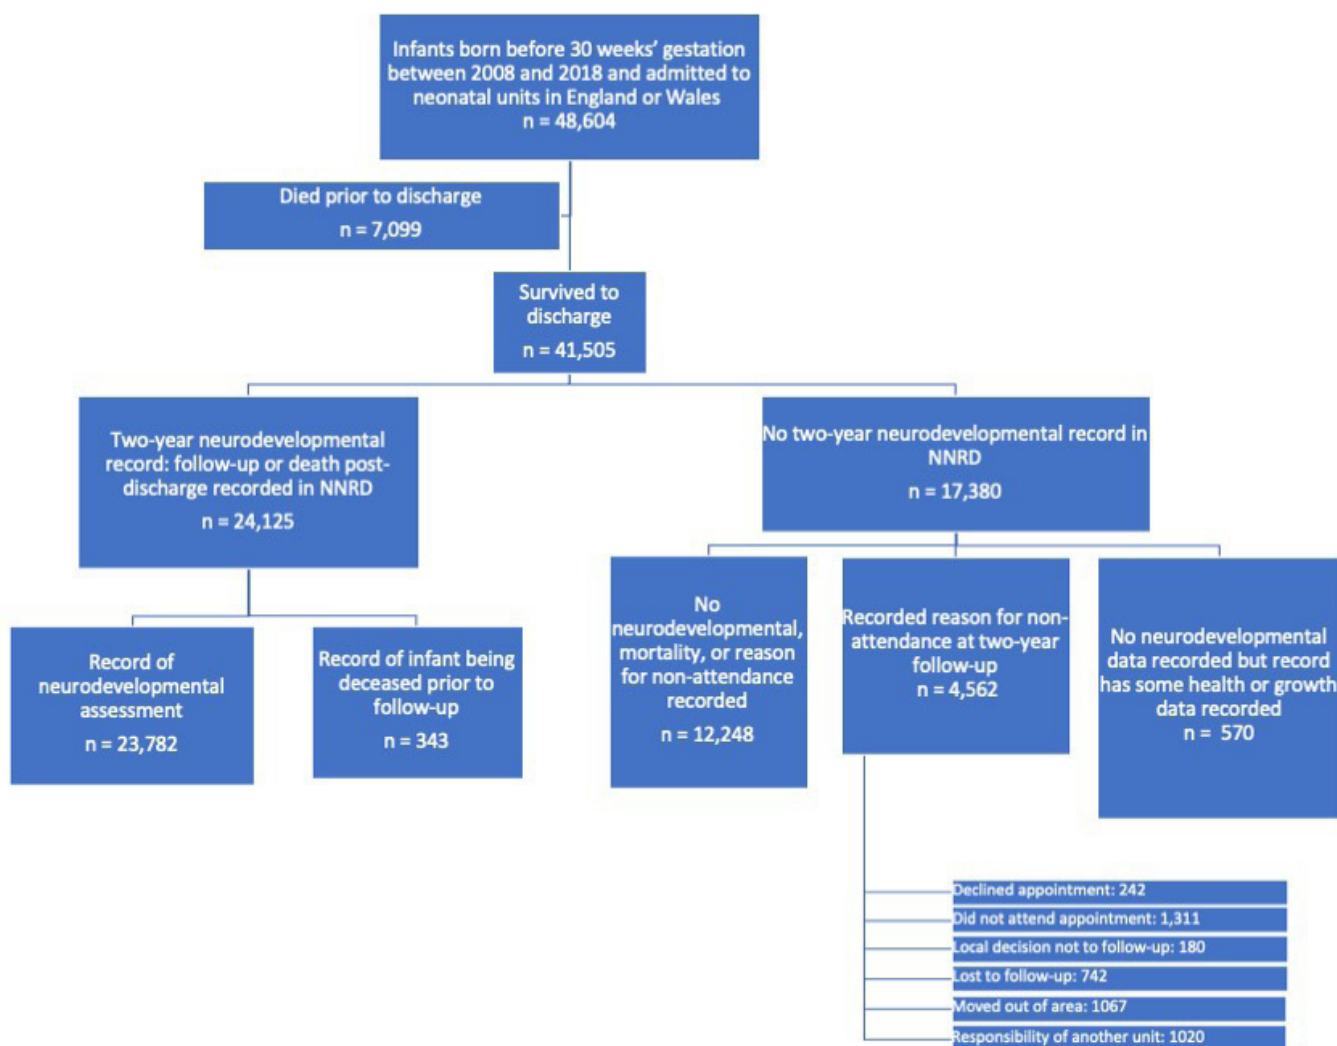 Infants born before 30 weeks' gestation
between 2008 and 2018 and admitted to
neonatal units in England or Wales
n = 48,604
Died prior to discharge
n = 7,099
Survived to
discharge
n = 41,505
Two-year neurodevelopmental
record: follow-up or death post-
discharge recorded in NNRD
n = 24,125
No two-year neurodevelopmental record in
NNRD
n = 17,380
Record of
neurodevelopmental
assessment
n = 23,782
Record of infant being
deceased prior to
follow-up
n = 343
No
neurodevelopmental,
mortality, or reason
for non-attendance
recorded
n = 12,248
Recorded reason for non-
attendance at two-year
follow-up
n = 4,562
No neurodevelopmental
data recorded but record
has some health or growth
data recorded
n = 570
Declined appointment: 242
Did not attend appointment: 1,311
Local decision not to follow-up: 180
Lost to follow-up: 742
Moved out of area: 1067
Responsibility of another unit: 1020